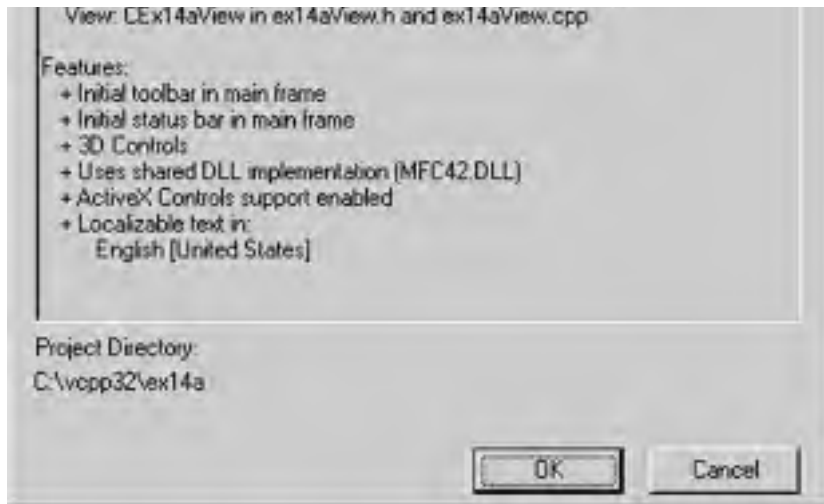 View: CEx14aView in ex14aView.h and ex14aView.cpp
Features:
+ Initial toolbar in main frame
+ Initial status bar in main frame
+ 3D Controls
+ Uses shared DLL implementation (MFC42.DLL)
+ ActiveX Controls support enabled
+ Localizable text in:
English [United States]
Project Directory:
C:\vcpp32\ex14a
OK Cancel